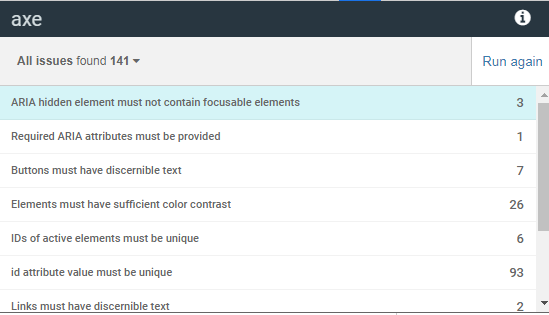 axe
All issues found 141
Run again
ARIA hidden element must not contain focusable elements 3
Required ARIA attributes must be provided 1
Buttons must have discernible text 7
Elements must have sufficient color contrast 26
IDs of active elements must be unique 6
id attribute value must be unique 93
Links must have discernible text 2